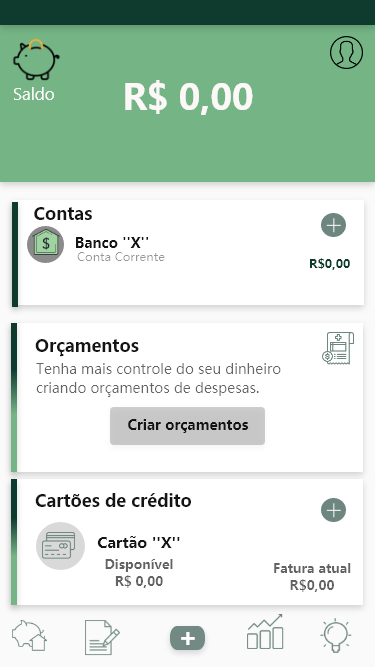 Saldo
R$ 0,00
Contas
Banco ''X''
Conta Corrente
R$0,00
Orçamentos
Tenha mais controle do seu dinheiro
criando orçamentos de despesas.
Criar orçamentos
Cartões de crédito
Cartão ''X''
Disponível
R$ 0,00
Fatura atual
R$0,00